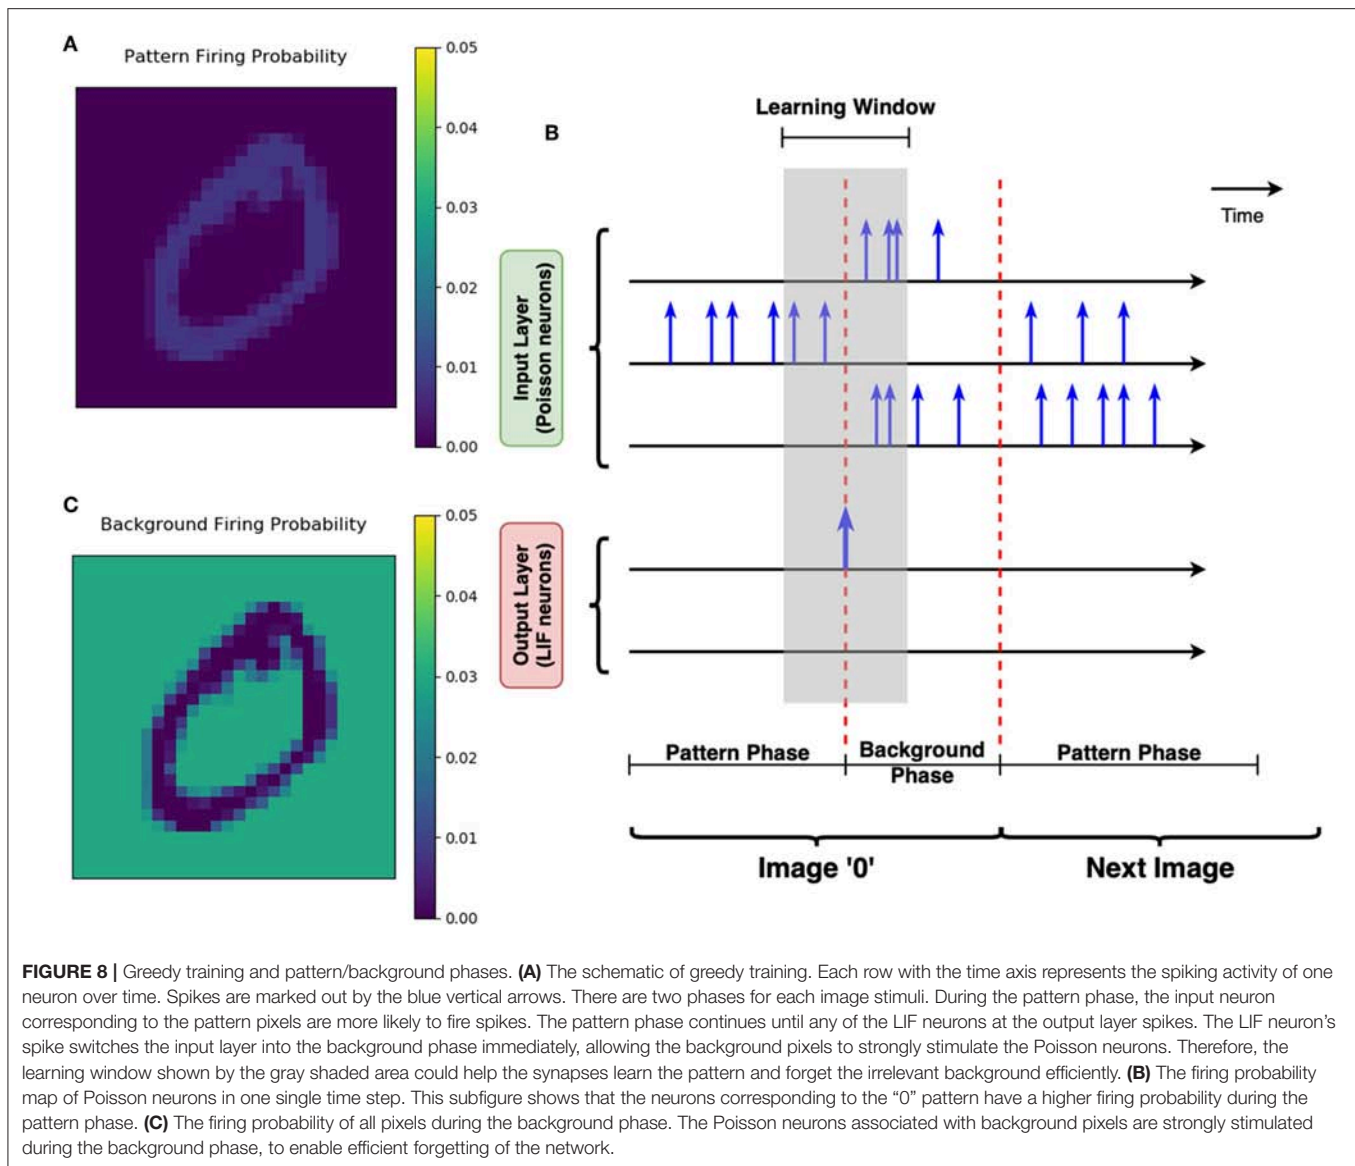 A
Pattern Firing Probability
0.05
0.04
0.03
0.02
0.01
0.00
B
Learning Window
Time
Input Layer
(Poisson neurons)
Output Layer
(LIF neurons)
Pattern Phase
Background
Phase
Pattern Phase
Image '0'
Next Image
C
Background Firing Probability
0.05
0.04
0.03
0.02
0.01
0.00
FIGURE 8 | Greedy training and pattern/background phases. (A) The schematic of greedy training. Each row with the time axis represents the spiking activity of one
neuron over time. Spikes are marked out by the blue vertical arrows. There are two phases for each image stimuli. During the pattern phase, the input neuron
corresponding to the pattern pixels are more likely to fire spikes. The pattern phase continues until any of the LIF neurons at the output layer spikes. The LIF neuron's
spike switches the input layer into the background phase immediately, allowing the background pixels to strongly stimulate the Poisson neurons. Therefore, the
learning window shown by the gray shaded area could help the synapses learn the pattern and forget the irrelevant background efficiently. (B) The firing probability
map of Poisson neurons in one single time step. This subfigure shows that the neurons corresponding to the "0" pattern have a higher firing probability during the
pattern phase. (C) The firing probability of all pixels during the background phase. The Poisson neurons associated with background pixels are strongly stimulated
during the background phase, to enable efficient forgetting of the network.